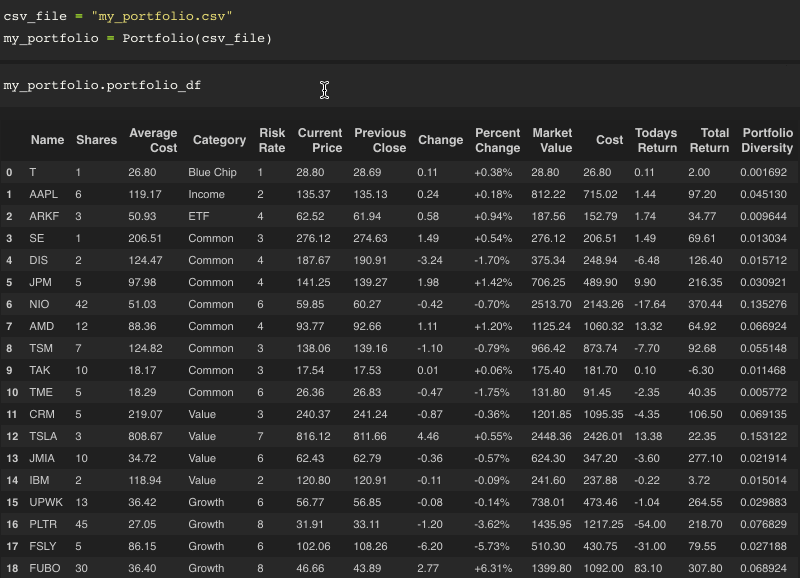 csv_file = "my_portfolio.csv"
my_portfolio = Portfolio(csv_file)
my_portfolio.portfolio_df
Name Shares Average Cost Category Risk Rate Current Price Previous Close Change Percent Change Market Value Cost Todays Return Total Return Portfolio Diversity
0 T 1 26.80 Blue Chip 1 28.80 28.69 0.11 +0.38% 28.80 26.80 0.11 2.00 0.001692
1 AAPL 6 119.17 Income 2 135.37 135.13 0.24 +0.18% 812.22 715.02 1.44 97.20 0.045130
2 ARKF 3 50.93 ETF 4 62.52 61.94 0.58 +0.94% 187.56 152.79 1.74 34.77 0.009644
3 SE 1 206.51 Common 3 276.12 274.63 1.49 +0.54% 276.12 206.51 1.49 69.61 0.013034
4 DIS 2 124.47 Common 4 187.67 190.91 -3.24 -1.70% 375.34 248.94 -6.48 126.40 0.015712
5 JPM 5 97.98 Common 4 141.25 139.27 1.98 +1.42% 706.25 489.90 9.90 216.35 0.030921
6 NIO 42 51.03 Common 6 59.85 60.27 -0.42 -0.70% 2513.70 2143.26 -17.64 370.44 0.135276
7 AMD 12 88.36 Common 4 93.77 92.66 1.11 +1.20% 1125.24 1060.32 13.32 64.92 0.066924
8 TSM 7 124.82 Common 3 138.06 139.16 -1.10 -0.79% 966.42 873.74 -7.70 92.68 0.055148
9 TAK 10 18.17 Common 3 17.54 17.53 0.01 +0.06% 175.40 181.70 0.10 -6.30 0.011468
10 TME 5 18.29 Common 6 26.36 26.83 -0.47 -1.75% 131.80 91.45 -2.35 40.35 0.005772
11 CRM 5 219.07 Value 3 240.37 241.24 -0.87 -0.36% 1201.85 1095.35 -4.35 106.50 0.069135
12 TSLA 3 808.67 Value 7 816.12 811.66 4.46 +0.55% 2448.36 2426.01 13.38 22.35 0.153122
13 JMIA 10 34.72 Value 6 62.43 62.79 -0.36 -0.57% 624.30 347.20 -3.60 277.10 0.021914
14 IBM 2 118.94 Value 2 120.80 120.91 -0.11 -0.09% 241.60 237.88 -0.22 3.72 0.015014
15 UPWK 13 36.42 Growth 6 56.77 56.85 -0.08 -0.14% 738.01 473.46 -1.04 264.55 0.029883
16 PLTR 45 27.05 Growth 8 31.91 33.11 -1.20 -3.62% 1435.95 1217.25 -54.00 218.70 0.076829
17 FSLY 5 86.15 Growth 6 102.06 108.26 -6.20 -5.73% 510.30 430.75 -31.00 79.55 0.027188
18 FUBO 30 36.40 Growth 8 46.66 43.89 2.77 +6.31% 1399.80 1092.00 83.10 307.80 0.068924